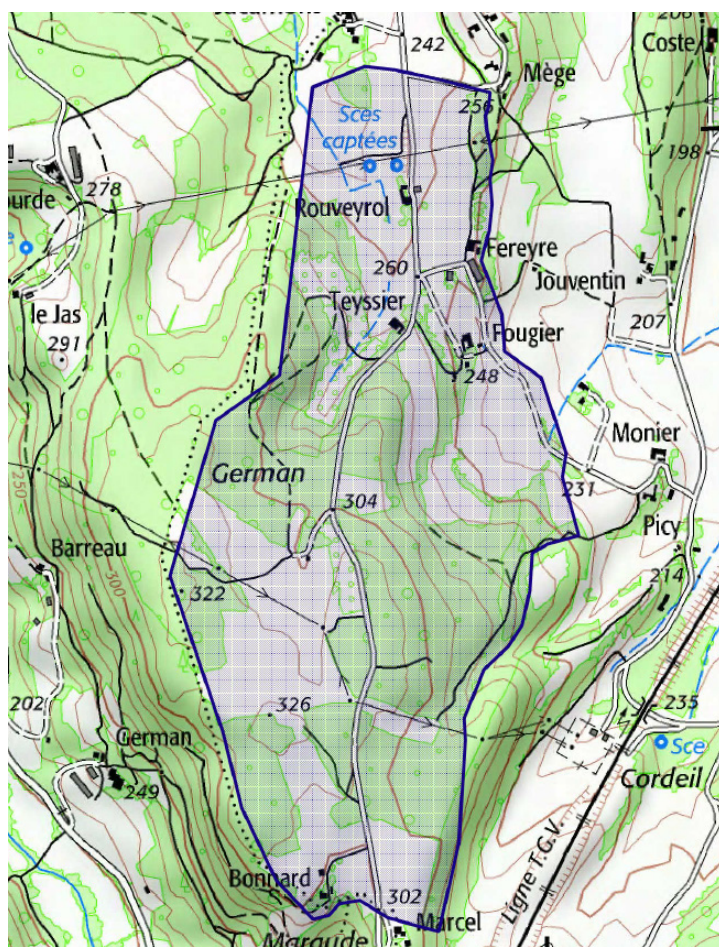 242
206
Coste
Mège
256
Sces
captées
198
278
Rouveyrol
Fereyre
260
Jouventin
le Jas
Teyssier
Fougier
207
291
248
Monier
German
250
231
304
Picy
Barreau
300
322
214
326
202
235
German
Sce
249
Cordeil
Bonnard
Ligne T.G.V.
302
Marcel